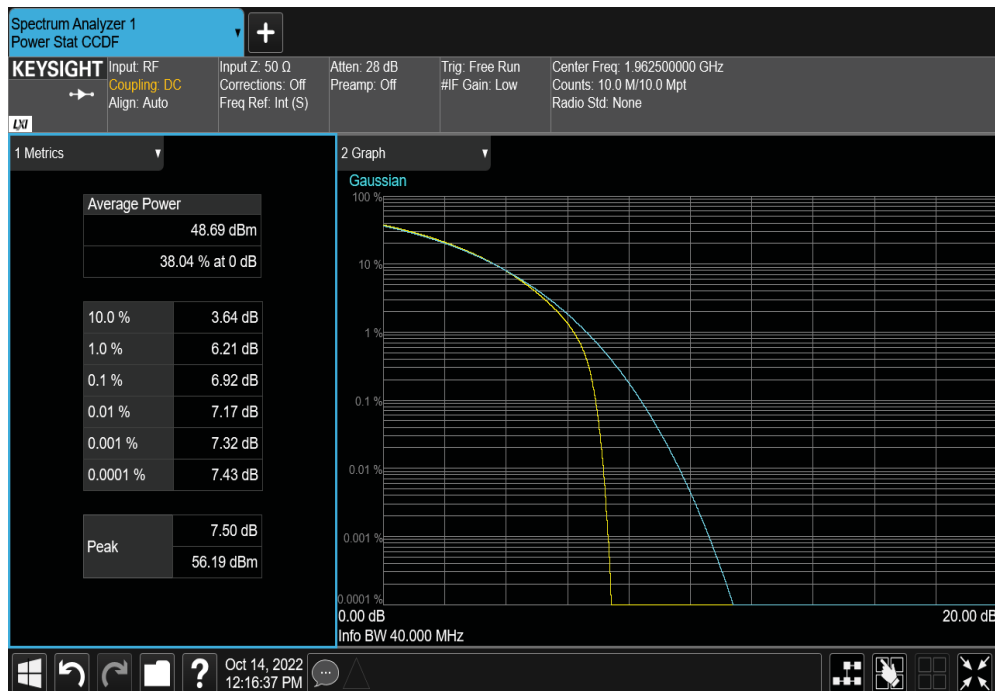 Spectrum Analyzer 1
Power Stat CCDF
KEYSIGHT
LXI
Input: RF
Coupling: DC
Align: Auto
Input Z: 50 Ω
Corrections: Off
Freq Ref: Int (S)
Atten: 28 dB
Preamp: Off
Trig: Free Run
#IF Gain: Low
Center Freq: 1.962500000 GHz
Counts: 10.0 M/10.0 Mpt
Radio Std: None
1 Metrics
Average Power
48.69 dBm
38.04 % at 0 dB
10.0 % 3.64 dB
1.0 % 6.21 dB
0.1 % 6.92 dB
0.01 % 7.17 dB
0.001 % 7.32 dB
0.0001 % 7.43 dB
Peak
7.50 dB
56.19 dBm
2 Graph
Gaussian
100 %
10 %
1 %
0.1 %
0.01 %
0.001 %
0.0001 %
0.00 dB 20.00 dB
Info BW 40.000 MHz
?
Oct 14, 2022
12:16:37 PM